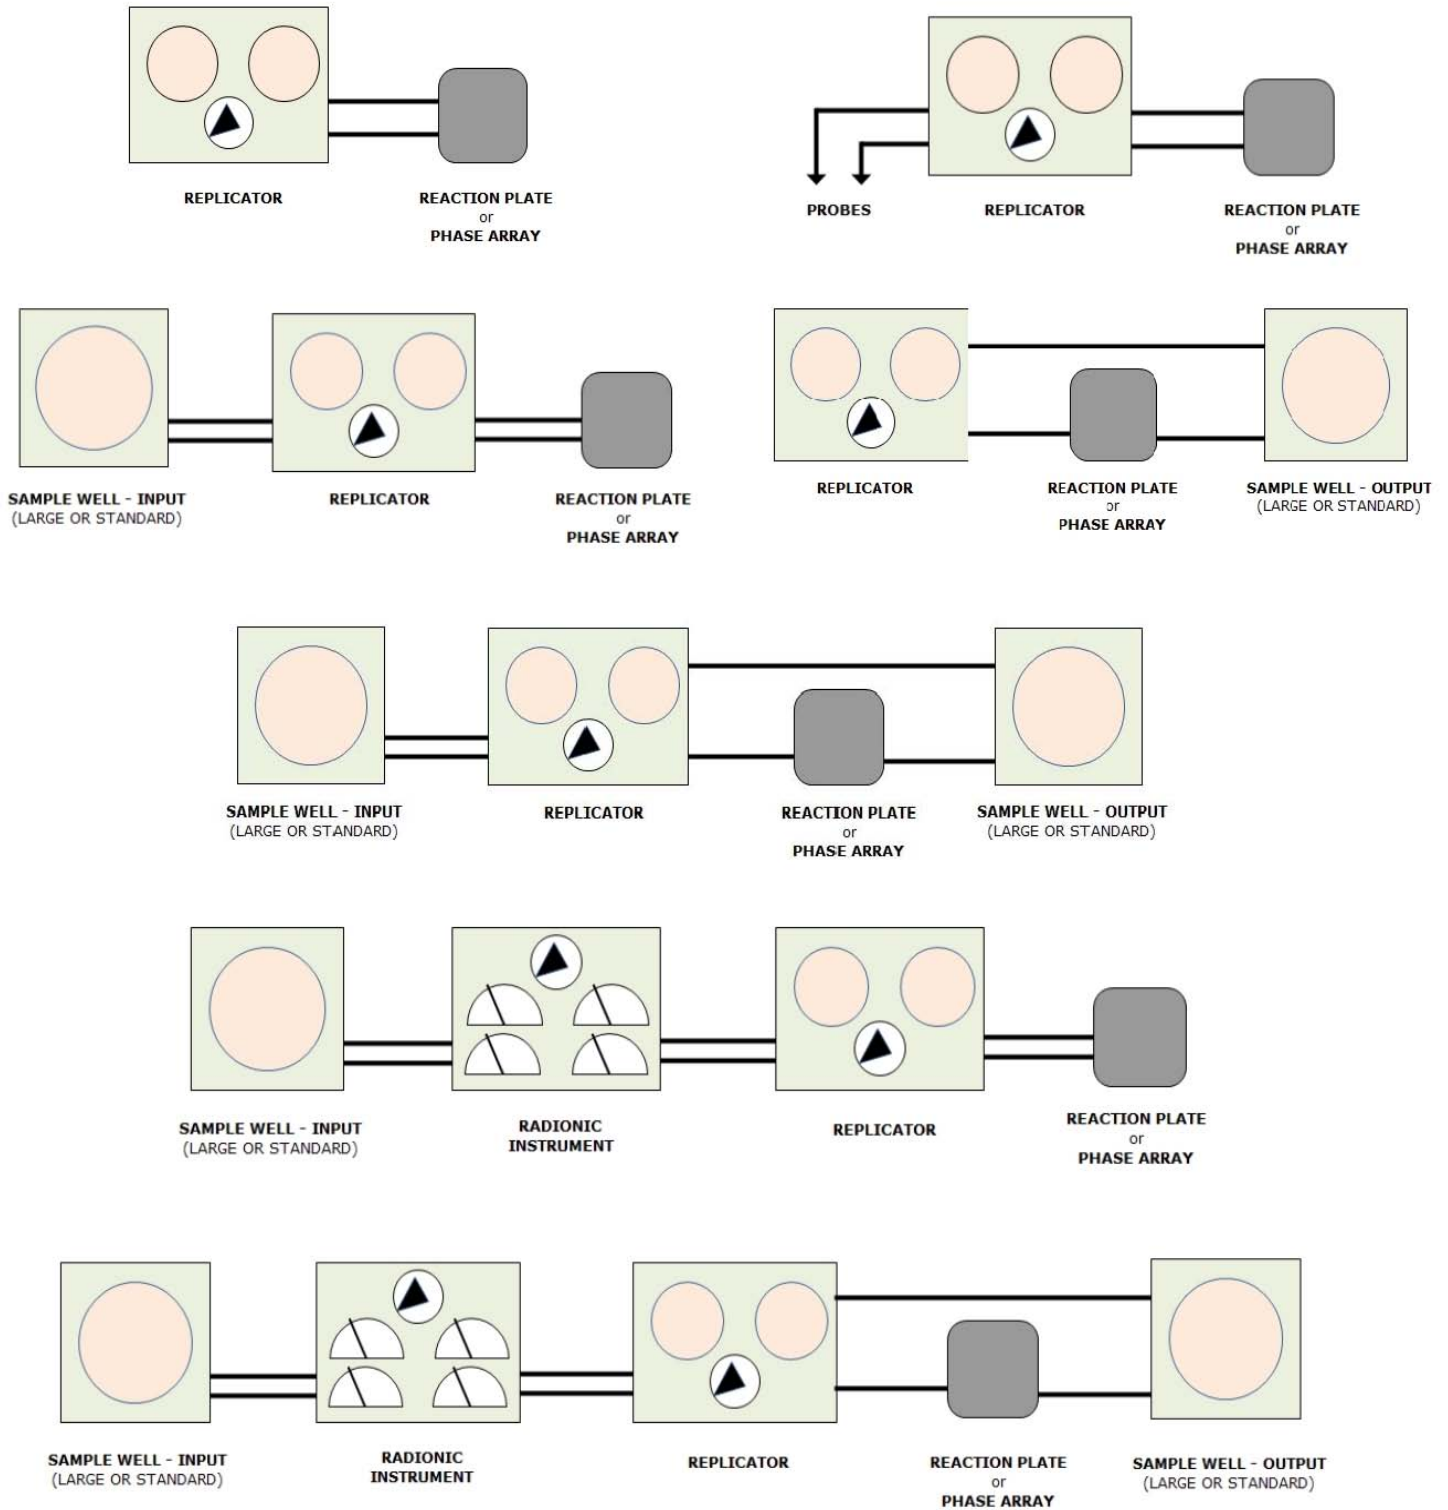 REPLICATOR
REACTION PLATE
or
PHASE ARRAY
PROBES
REPLICATOR
REACTION PLATE
or
PHASE ARRAY
SAMPLE WELL - INPUT
(LARGE OR STANDARD)
REPLICATOR
REACTION PLATE
or
PHASE ARRAY
REPLICATOR
REACTION PLATE
or
PHASE ARRAY
SAMPLE WELL - OUTPUT
(LARGE OR STANDARD)
SAMPLE WELL - INPUT
(LARGE OR STANDARD)
REPLICATOR
REACTION PLATE
or
PHASE ARRAY
SAMPLE WELL - OUTPUT
(LARGE OR STANDARD)
SAMPLE WELL - INPUT
(LARGE OR STANDARD)
RADIONIC
INSTRUMENT
REPLICATOR
REACTION PLATE
or
PHASE ARRAY
SAMPLE WELL - INPUT
(LARGE OR STANDARD)
RADIONIC
INSTRUMENT
REPLICATOR
REACTION PLATE
or
PHASE ARRAY
SAMPLE WELL - OUTPUT
(LARGE OR STANDARD)